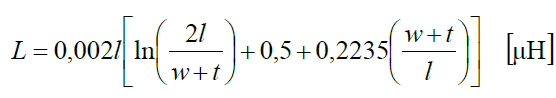 L = 0,002l[ln(2l/(w+t)) + 0,5 + 0,2235((w+t)/l)] [μH]